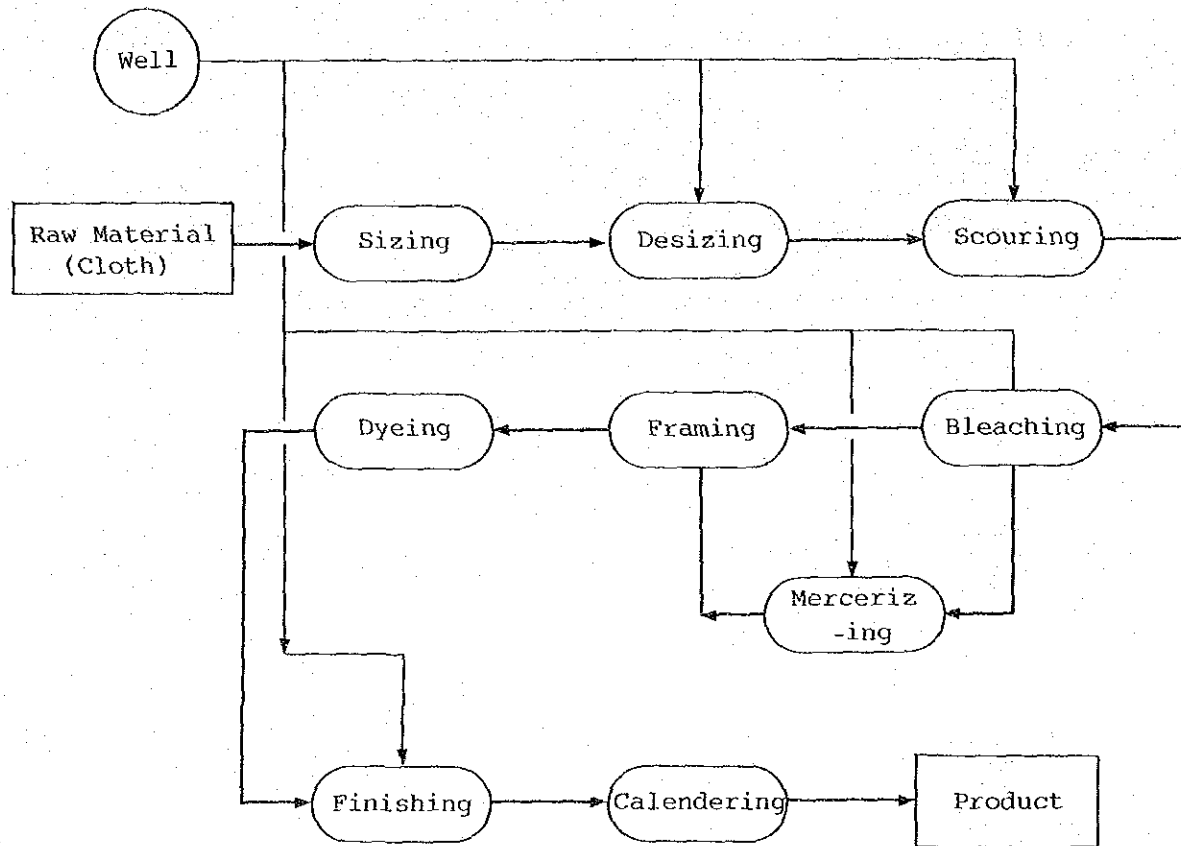 Well
Raw Material
(Cloth)
Sizing
Desizing
Scouring
Dyeing
Framing
Bleaching
Merceriz
-ing
Finishing
Calendering
Product